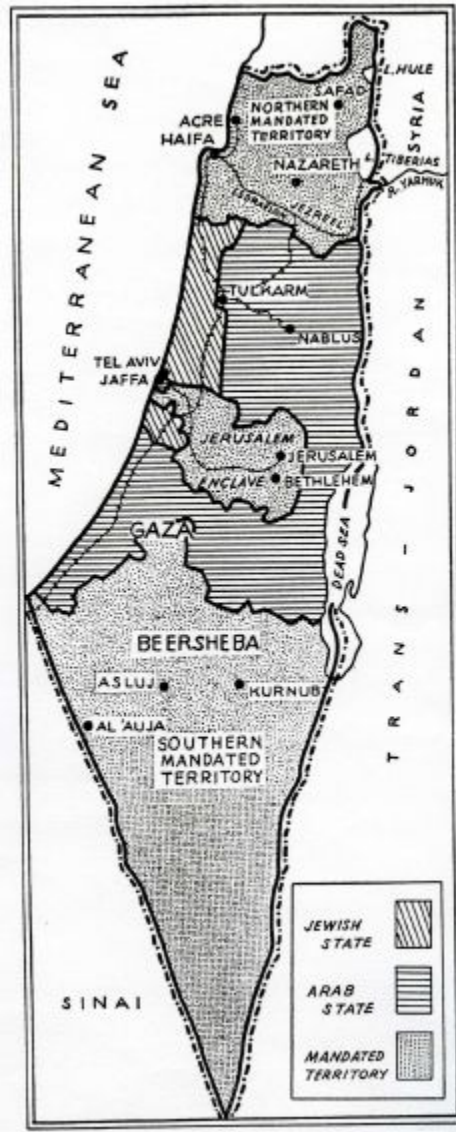 MEDITERRANEAN SEA
L. HULE
SAFAD
SYRIA
NORTHERN
MANDATED
TERRITORY
ACRE
HAIFA
L.
TIBERIAS
NAZARETH
R. YARMUK
ESDRAELON
JEZREEL
TULKARM
NABLUS
TEL AVIV
JAFFA
JERUSALEM
ENCLAVE
JERUSALEM
BETHLEHEM
TRANS - JORDAN
DEAD SEA
GAZA
BEERSHEBA
ASLUJ
KURNUB
AL 'AUJA
SOUTHERN
MANDATED
TERRITORY
SINAI
JEWISH
STATE
ARAB
STATE
MANDATED
TERRITORY